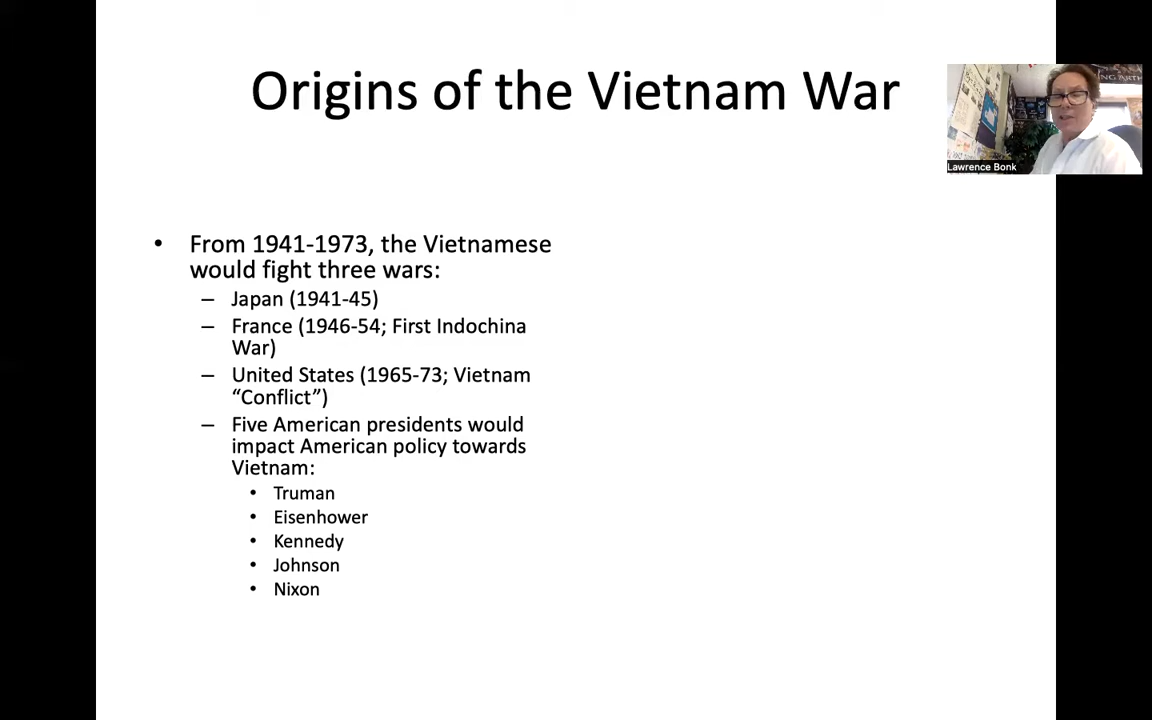 Origins of the Vietnam War
NG ARTH
Lawrence Bonk
• From 1941-1973, the Vietnamese
would fight three wars:
– Japan (1941-45)
– France (1946-54; First Indochina
War)
– United States (1965-73; Vietnam
“Conflict”)
– Five American presidents would
impact American policy towards
Vietnam:
• Truman
• Eisenhower
• Kennedy
• Johnson
• Nixon